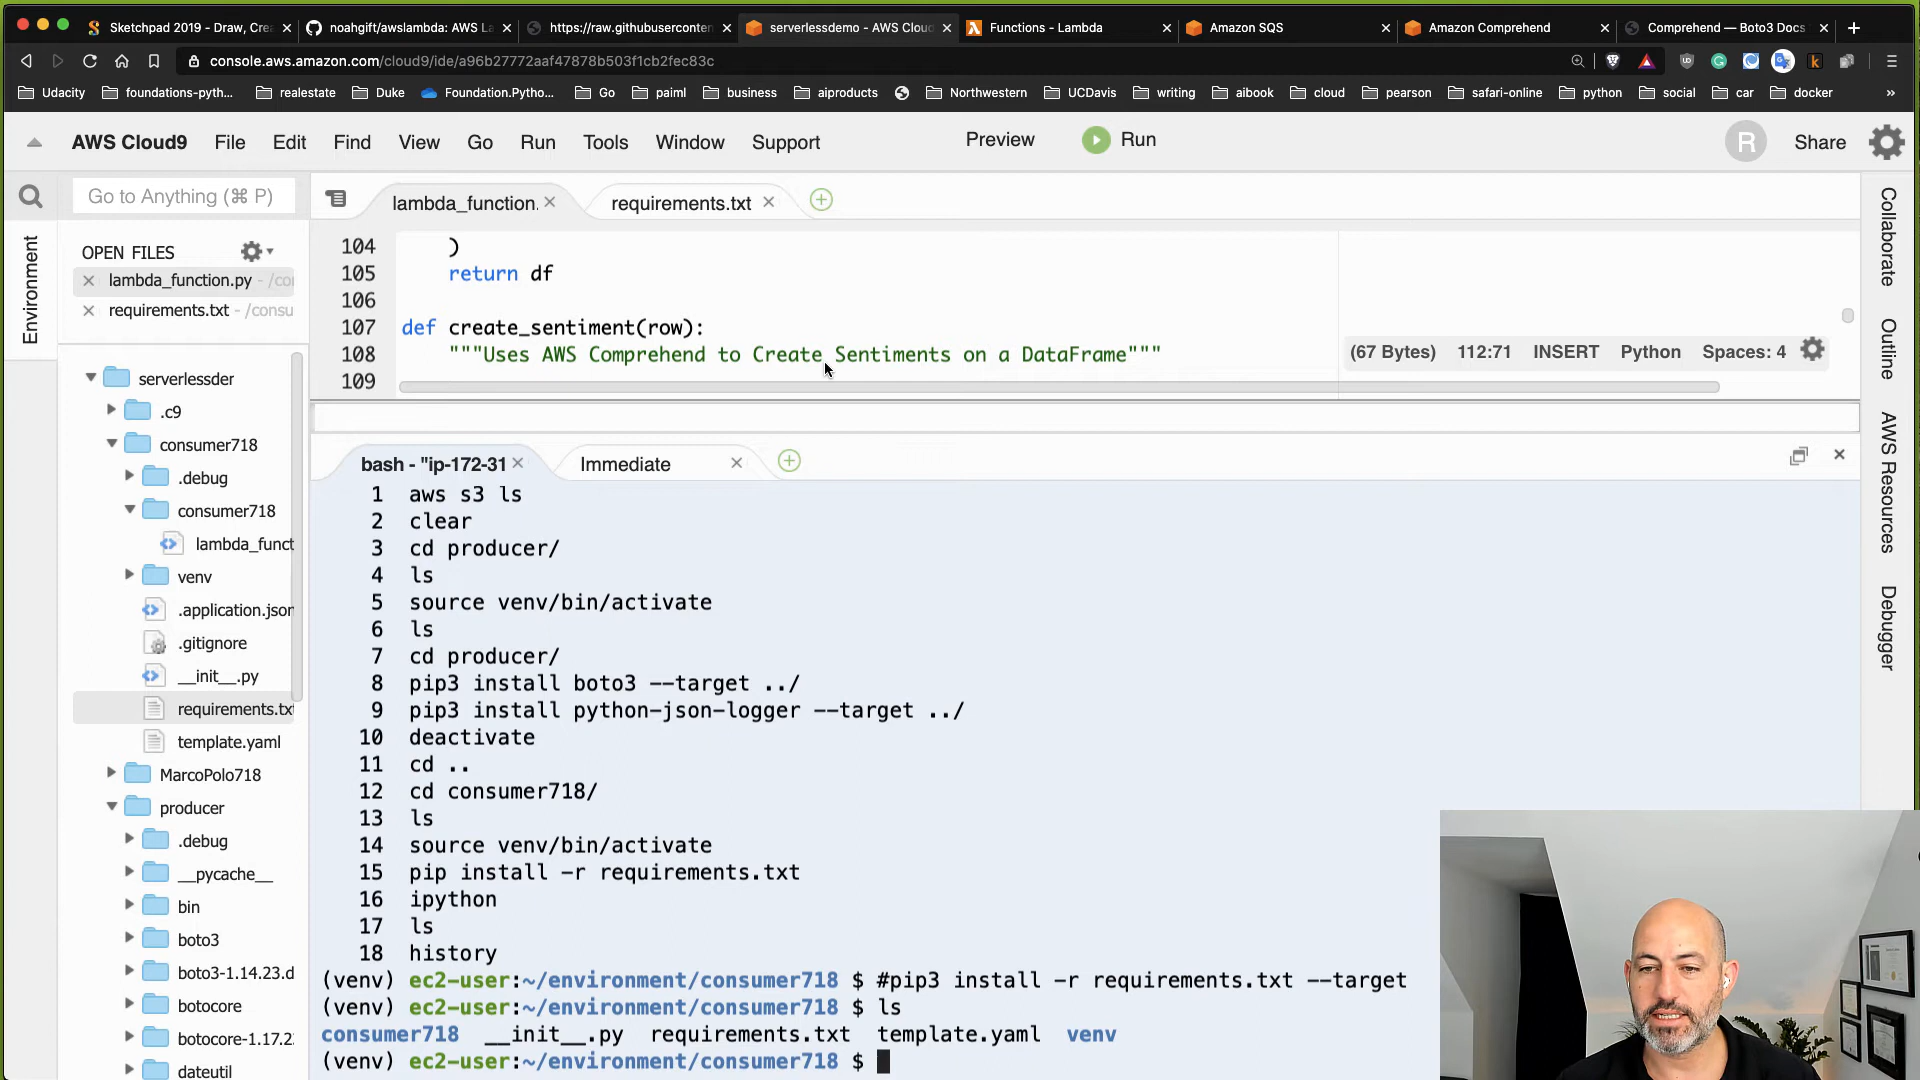 Sketchpad 2019 - Draw, Cre
noahgift/awslambda: AWS La
https://raw.githubuserconten
serverlessdemo - AWS Cloud
Functions - Lambda
Amazon SQS
Amazon Comprehend
Comprehend — Boto3 Docs
console.aws.amazon.com/cloud9/ide/a96b27772aaf47878b503f1cb2fec83c
Udacity
foundations-pyth...
realestate
Duke
Foundation.Pytho...
Go
paiml
business
aiproducts
Northwestern
UCDavis
writing
aibook
cloud
pearson
safari-online
python
social
car
docker
»
AWS Cloud9
File
Edit
Find
View
Go
Run
Tools
Window
Support
Preview
Run
R
Share
Go to Anything (⌘ P)
lambda_function.
requirements.txt
Environment
OPEN FILES
lambda_function.py - /co
requirements.txt - /consu
serverlessder
.c9
consumer718
.debug
consumer718
lambda_funct
venv
.application.json
.gitignore
__init__.py
requirements.txt
template.yaml
MarcoPolo718
producer
.debug
__pycache__
bin
boto3
boto3-1.14.23.d
botocore
botocore-1.17.2
dateutil
104 )
105 return df
106
107 def create_sentiment(row):
108 """Uses AWS Comprehend to Create Sentiments on a DataFrame"""
109
(67 Bytes) 112:71 INSERT Python Spaces: 4
Collaborate
Outline
AWS Resources
Debugger
bash - "ip-172-31
Immediate
1 aws s3 ls
2 clear
3 cd producer/
4 ls
5 source venv/bin/activate
6 ls
7 cd producer/
8 pip3 install boto3 --target ../
9 pip3 install python-json-logger --target ../
10 deactivate
11 cd ..
12 cd consumer718/
13 ls
14 source venv/bin/activate
15 pip install -r requirements.txt
16 ipython
17 ls
18 history
(venv) ec2-user:~/environment/consumer718 $ #pip3 install -r requirements.txt --target
(venv) ec2-user:~/environment/consumer718 $ ls
consumer718 __init__.py requirements.txt template.yaml venv
(venv) ec2-user:~/environment/consumer718 $